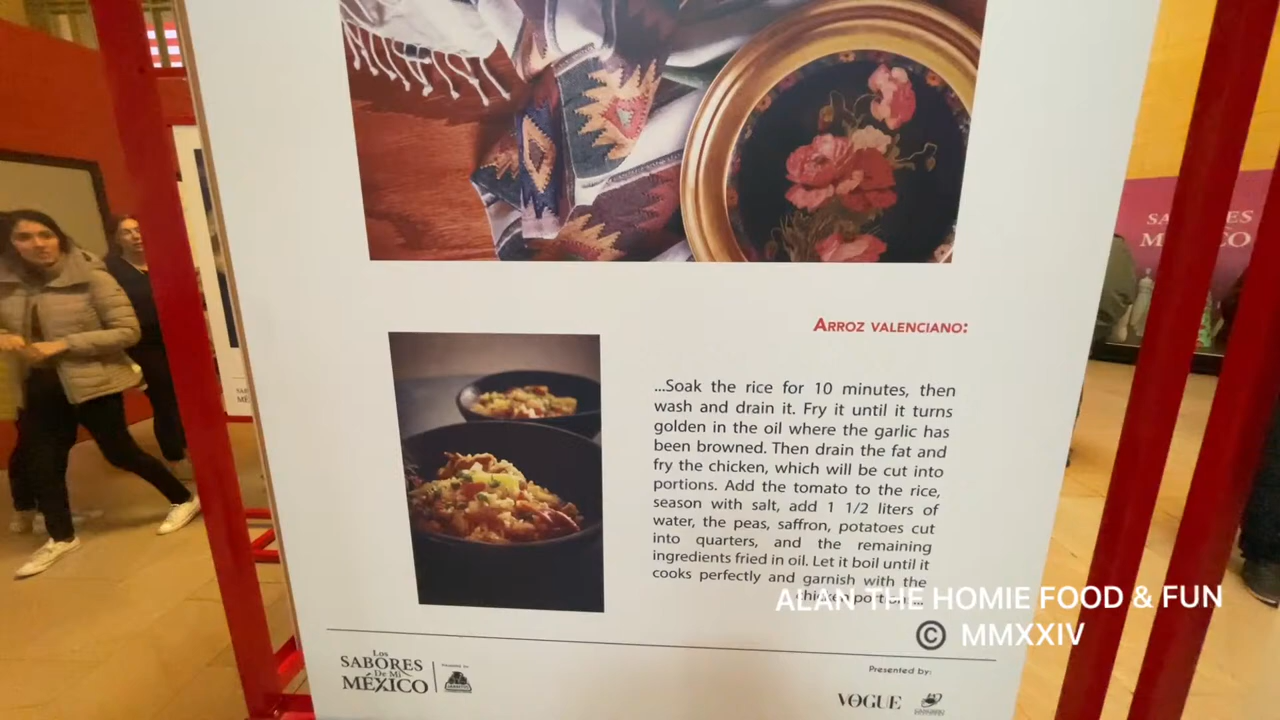 SABORES
MÉXICO
ARROZ VALENCIANO:
...Soak the rice for 10 minutes, then
wash and drain it. Fry it until it turns
golden in the oil where the garlic has
been browned. Then drain the fat and
fry the chicken, which will be cut into
portions. Add the tomato to the rice,
season with salt, add 1 1/2 liters of
water, the peas, saffron, potatoes cut
into quarters, and the remaining
ingredients fried in oil. Let it boil until it
cooks perfectly and garnish with the
chicken portion...
ALAN THE HOMIE FOOD & FUN
© MMXXIV
Los
SABORES
De Mi
MÉXICO
Presented by:
VOGUE